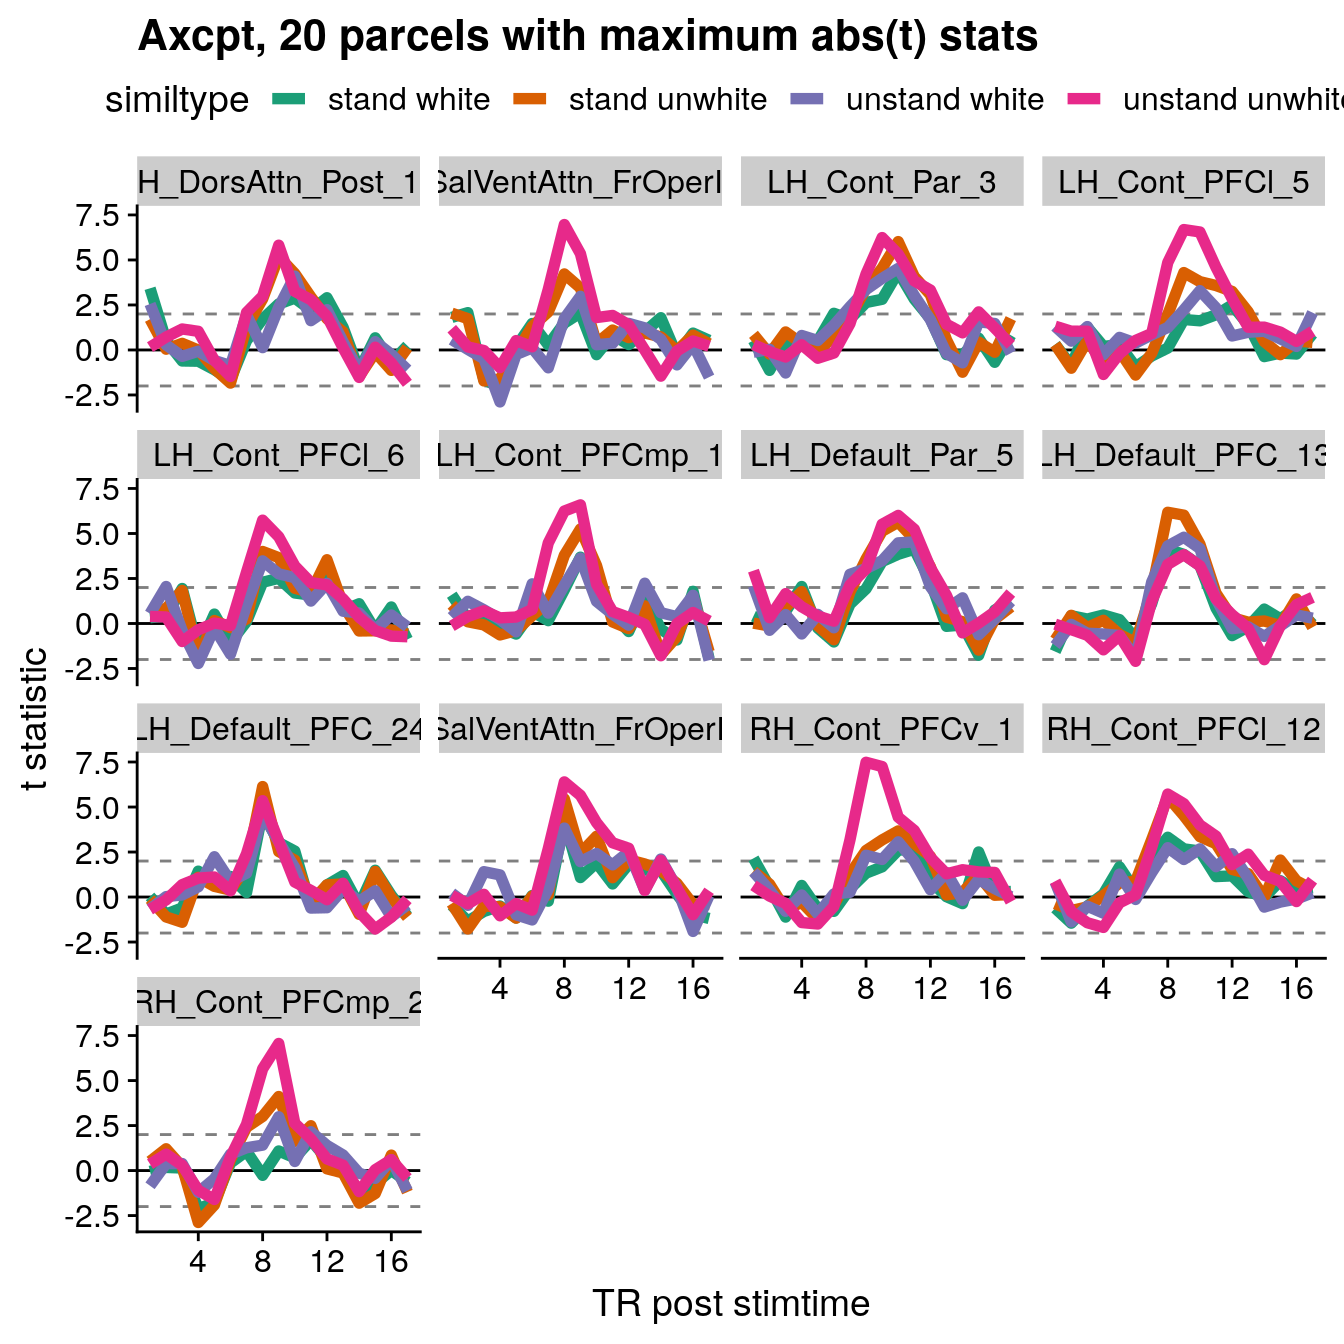 Axcpt, 20 parcels with maximum abs(t) stats
similtype stand white stand unwhite unstand white unstand unwhite
H_DorsAttn_Post_1 SalVentAttn_FrOperI LH_Cont_Par_3 LH_Cont_PFCl_5
7.5
5.0
2.5
0.0
-2.5
LH_Cont_PFCl_6 LH_Cont_PFCmp_1 LH_Default_Par_5 LH_Default_PFC_13
7.5
5.0
2.5
0.0
-2.5
LH_Default_PFC_24 SalVentAttn_FrOperI RH_Cont_PFCv_1 RH_Cont_PFCl_12
7.5
5.0
2.5
0.0
-2.5
4 8 12 16 4 8 12 16 4 8 12 16
RH_Cont_PFCmp_2
7.5
5.0
2.5
0.0
-2.5
4 8 12 16
t statistic
TR post stimtime